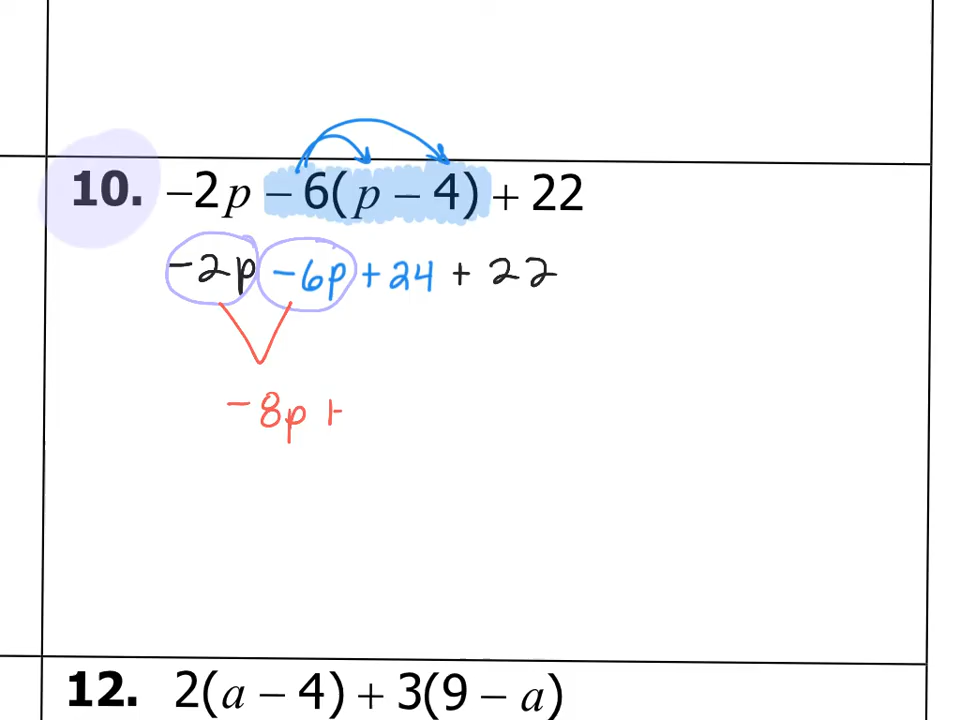 10. −2p − 6(p − 4) + 22
-2p -6p + 24 + 22
-8p +
12. 2(a − 4) + 3(9 − a)